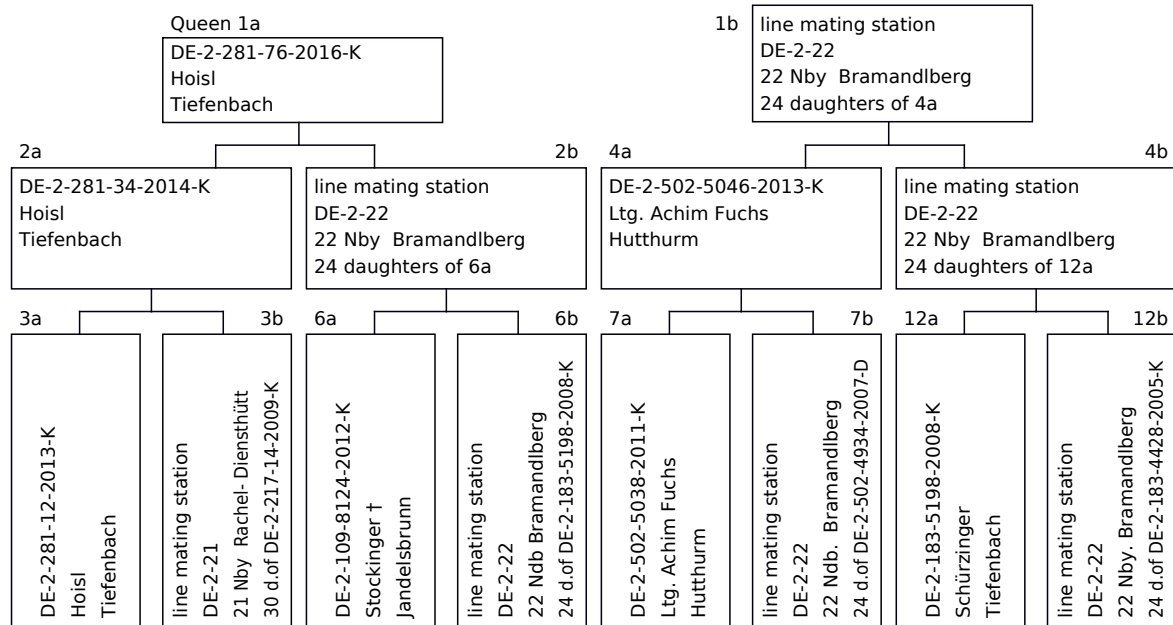 Queen 1a
DE-2-281-76-2016-K
Hoisl
Tiefenbach
1b
line mating station
DE-2-22
22 Nby  Bramandlberg
24 daughters of 4a
2a
DE-2-281-34-2014-K
Hoisl
Tiefenbach
2b
line mating station
DE-2-22
22 Nby  Bramandlberg
24 daughters of 6a
4a
DE-2-502-5046-2013-K
Ltg. Achim Fuchs
Hutthurm
4b
line mating station
DE-2-22
22 Nby  Bramandlberg
24 daughters of 12a
3a
DE-2-281-12-2013-K
Hoisl
Tiefenbach
3b
line mating station
DE-2-21
21 Nby  Rachel- Diensthütt
30 d.of DE-2-217-14-2009-K
6a
DE-2-109-8124-2012-K
Stockinger †
Jandelsbrunn
6b
line mating station
DE-2-22
22 Ndb Bramandlberg
24 d.of DE-2-183-5198-2008-K
7a
DE-2-502-5038-2011-K
Ltg. Achim Fuchs
Hutthurm
7b
line mating station
DE-2-22
22 Ndb.  Bramandlberg
24 d.of DE-2-502-4934-2007-D
12a
DE-2-183-5198-2008-K
Schürzinger
Tiefenbach
12b
line mating station
DE-2-22
22 Nby. Bramandlberg
24 d.of DE-2-183-4428-2005-K